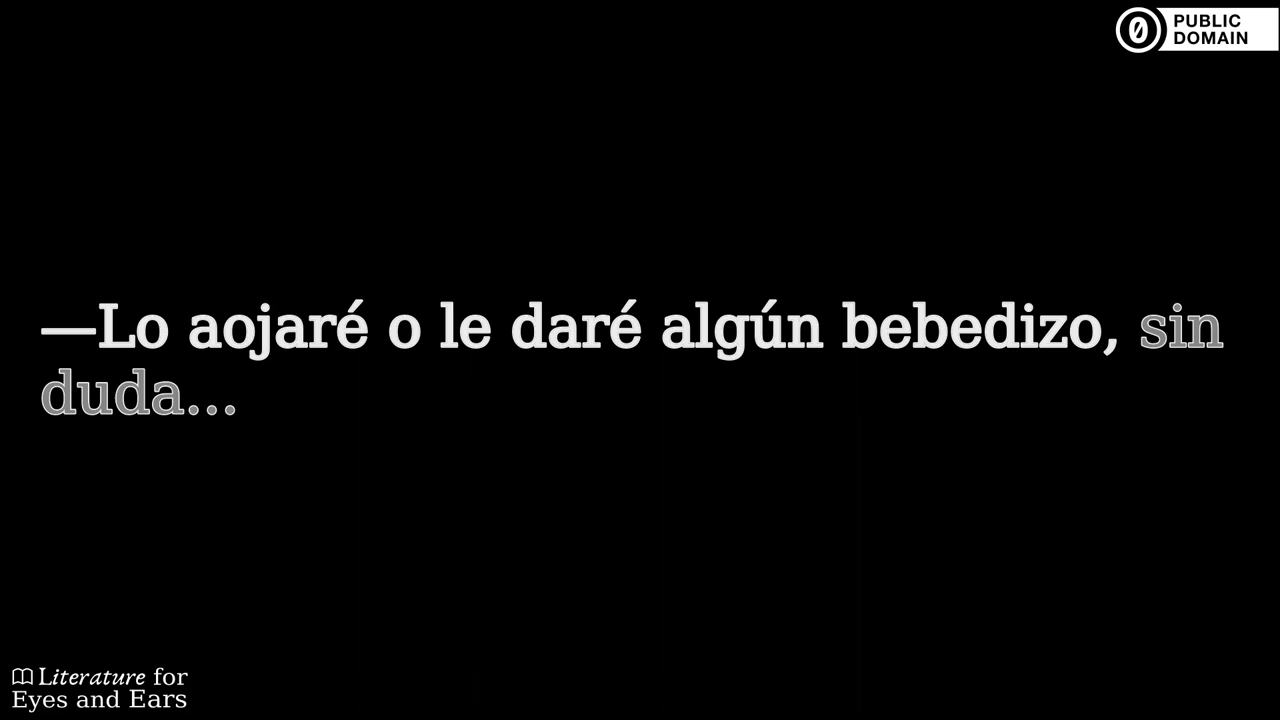 PUBLIC
DOMAIN
—Lo aojaré o le daré algún bebedizo, sin
duda...
Literature for
Eyes and Ears